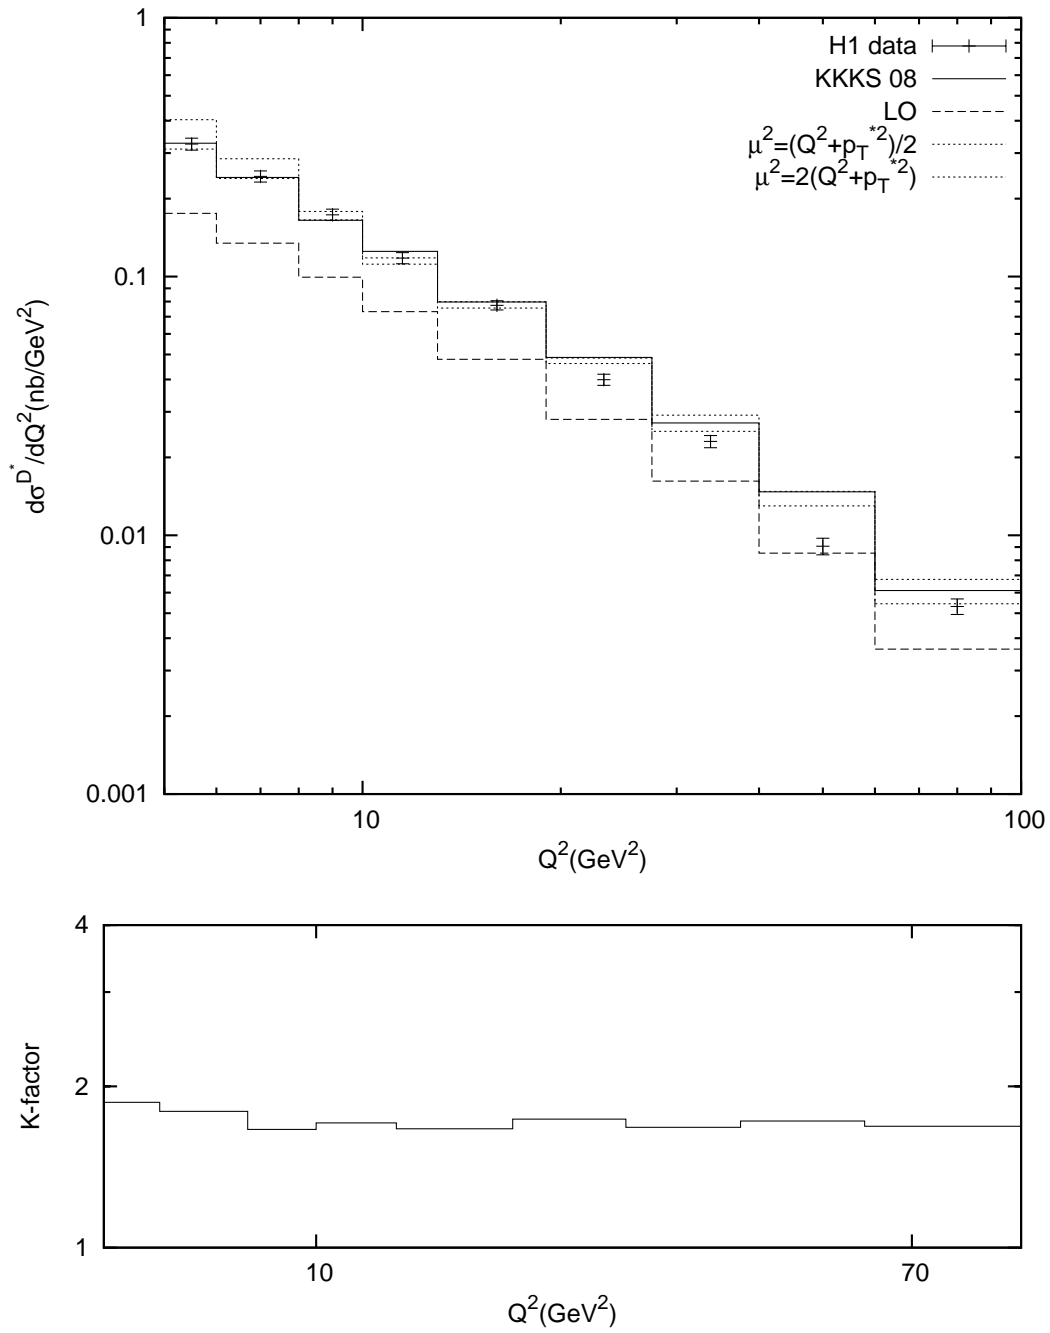 1
H1 data
KKKS 08
LO
μ²=(Q²+p_T^{*2})/2
μ²=2(Q²+p_T^{*2})
0.1
0.01
0.001
dσ^{D^*}/dQ²(nb/GeV²)
10 100
Q²(GeV²)
4
2
1
K-factor
10 70
Q²(GeV²)